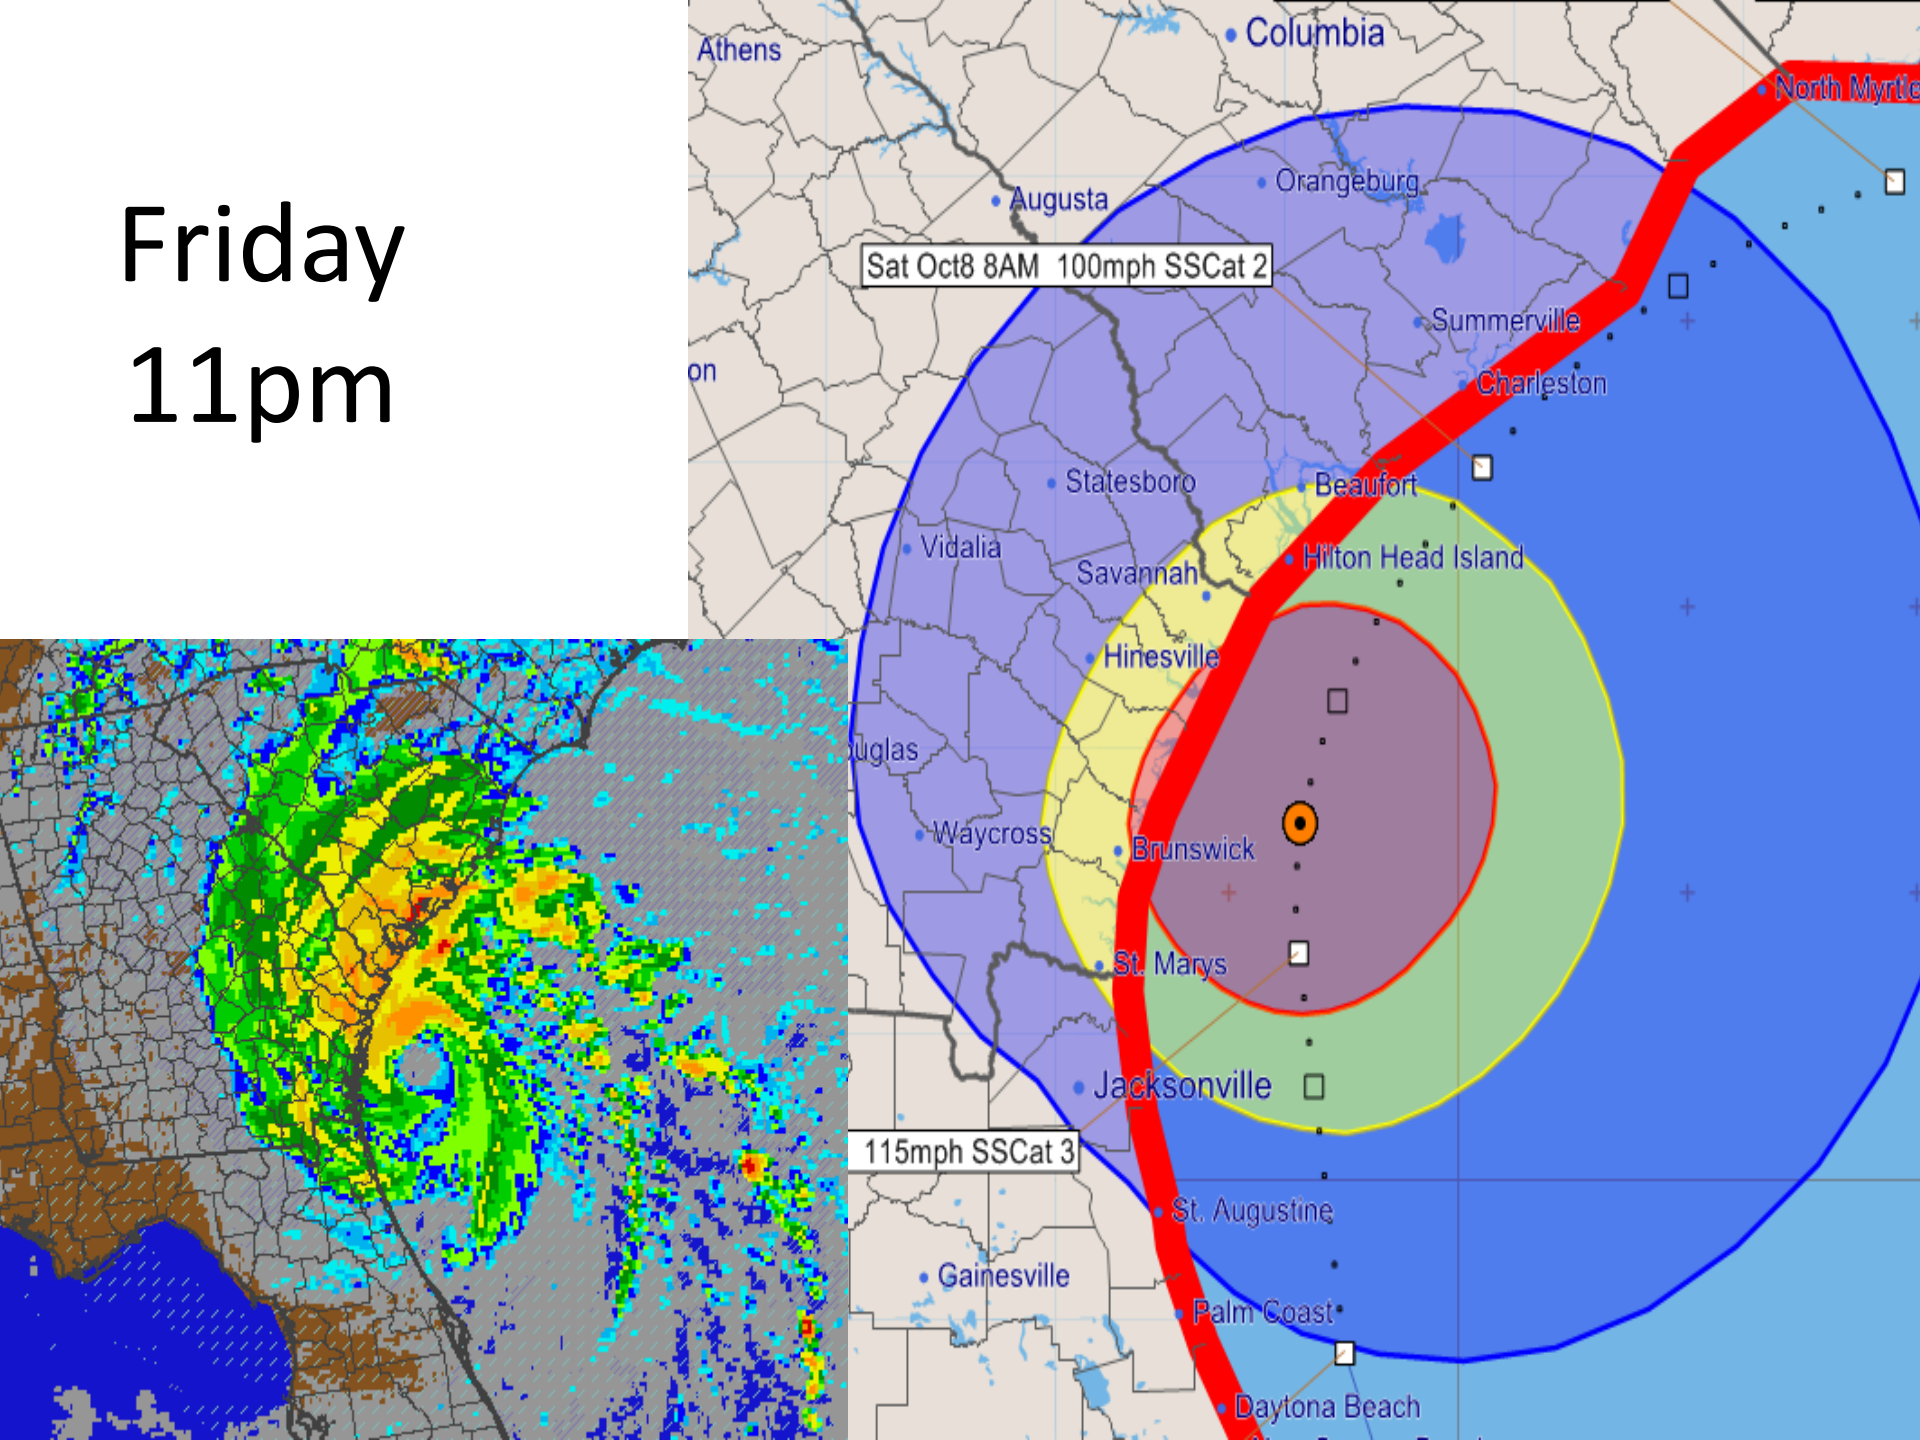 Friday
11pm
Athens
Columbia
Augusta
Orangeburg
Sat Oct8 8AM 100mph SSCat 2
Summerville
on
Charleston
Statesboro
Beaufort
Vidalia
Savannah
Hilton Head Island
Hinesville
uglas
Waycross
Brunswick
St. Marys
Jacksonville
115mph SSCat 3
St. Augustine
Gainesville
Palm Coast
Daytona Beach
North Myrtle